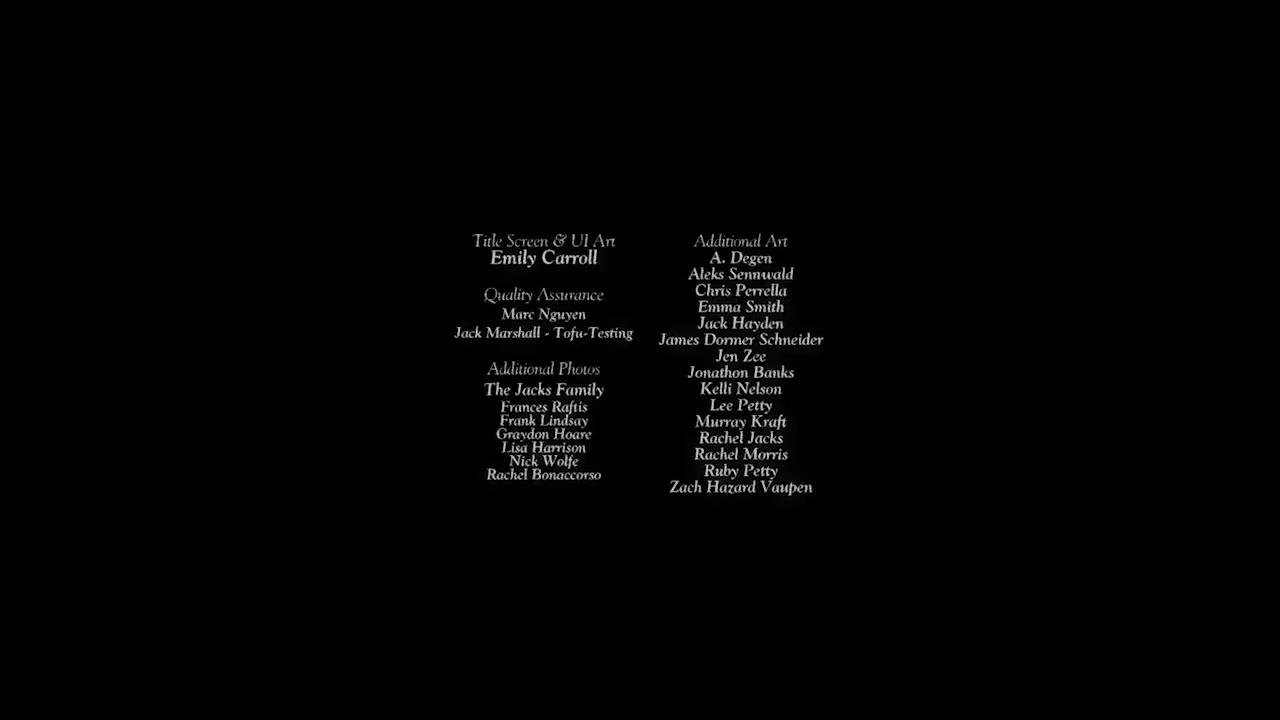 Title Screen & UI Art
Emily Carroll
Quality Assurance
Marc Nguyen
Jack Marshall - Tofu-Testing
Additional Photos
The Jacks Family
Frances Raftis
Frank Lindsay
Graydon Hoare
Lisa Harrison
Nick Wolfe
Rachel Bonaccorso
Additional Art
A. Degen
Aleks Sennwald
Chris Perrella
Emma Smith
Jack Hayden
James Dormer Schneider
Jen Zee
Jonathon Banks
Kelli Nelson
Lee Petty
Murray Kraft
Rachel Jacks
Rachel Morris
Ruby Petty
Zach Hazard Vaupen